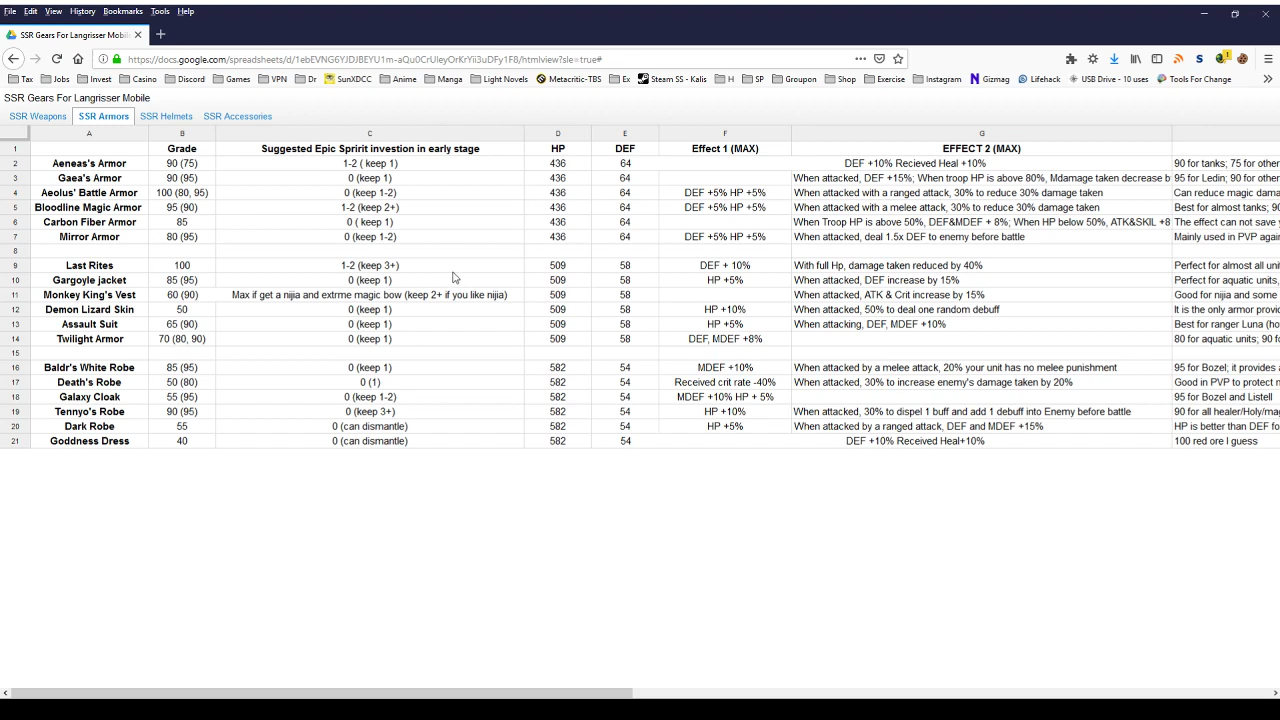 File Edit View History Bookmarks Tools Help
SSR Gears For Langrisser Mobile
https://docs.google.com/spreadsheets/d/1ebEVNG6YJDJBEYU1m-aQu0CrUleyOrKrYii3uDFy1F8/htmlview?sle=true#
Tax Jobs Invest Casino Discord Games VPN Dr SunXDCC Anime Manga Light Novels Metacritic-TBS Ex Steam SS - Kalis H JF Groupon Shop Exercise Instagram Gizmag Lifehack USB Drive - 10 uses Tools For Change
SSR Gears For Langrisser Mobile
SSR Weapons SSR Armors SSR Helmets SSR Accessories
A B C D E F G
1 Grade Suggested Epic Spririt investion in early stage HP DEF Effect 1 (MAX) EFFECT 2 (MAX)
2 Aeneas's Armor 90 (75) 1-2 ( keep 1) 436 64 DEF +10% Recieved Heal +10% 90 for tanks; 75 for other
3 Gaea's Armor 90 (95) 0 (keep 1) 436 64 When attacked, DEF +15%; When troop HP is above 80%, Mdamage taken decrease b 95 for Ledin; 90 for other
4 Aeolus' Battle Armor 100 (80, 95) 0 (keep 1-2) 436 64 DEF +5% HP +5% When attacked with a ranged attack, 30% to reduce 30% damage taken Can reduce magic dama
5 Bloodline Magic Armor 95 (90) 1-2 (keep 2+) 436 64 DEF +5% HP +5% When attacked with a melee attack, 30% to reduce 30% damage taken Best for almost tanks; 90
6 Carbon Fiber Armor 85 0 ( keep 1) 436 64 When Troop HP is above 50%, DEF&MDEF + 8%; When HP below 50%, ATK&SKIL +8 The effect can not save y
7 Mirror Armor 80 (95) 0 (keep 1-2) 436 64 DEF +5% HP +5% When attacked, deal 1.5x DEF to enemy before battle Mainly used in PVP again
8
9 Last Rites 100 1-2 (keep 3+) 509 58 DEF + 10% With full Hp, damage taken reduced by 40% Perfect for almost all uni
10 Gargoyle jacket 85 (95) 0 (keep 1) 509 58 HP +5% When attacked, DEF increase by 15% Perfect for aquatic units,
11 Monkey King's Vest 60 (90) Max if get a nijia and extrme magic bow (keep 2+ if you like nijia) 509 58 When attacked, ATK & Crit increase by 15% Good for nijia and some
12 Demon Lizard Skin 50 0 (keep 1) 509 58 HP +10% When attacked, 50% to deal one random debuff It is the only armor provid
13 Assault Suit 65 (90) 0 (keep 1) 509 58 HP +5% When attacking, DEF, MDEF +10% Best for ranger Luna (ho
14 Twilight Armor 70 (80, 90) 0 (keep 1) 509 58 DEF, MDEF +8% 80 for aquatic units; 90 fo
15
16 Baldr's White Robe 85 (95) 0 (keep 1) 582 54 MDEF +10% When attacked by a melee attack, 20% your unit has no melee punishment 95 for Bozel; it provides a
17 Death's Robe 50 (80) 0 (1) 582 54 Received crit rate -40% When attacked, 30% to increase enemy's damage taken by 20% Good in PVP to protect n
18 Galaxy Cloak 55 (95) 0 (keep 1-2) 582 54 MDEF +10% HP + 5% 95 for Bozel and Listell
19 Tennyo's Robe 90 (95) 0 (keep 3+) 582 54 HP +10% When attacked, 30% to dispel 1 buff and add 1 debuff into Enemy before battle 90 for all healer/Holy/mag
20 Dark Robe 55 0 (can dismantle) 582 54 HP +5% When attacked by a ranged attack, DEF and MDEF +15% HP is better than DEF fo
21 Goddness Dress 40 0 (can dismantle) 582 54 DEF +10% Received Heal+10% 100 red ore I guess